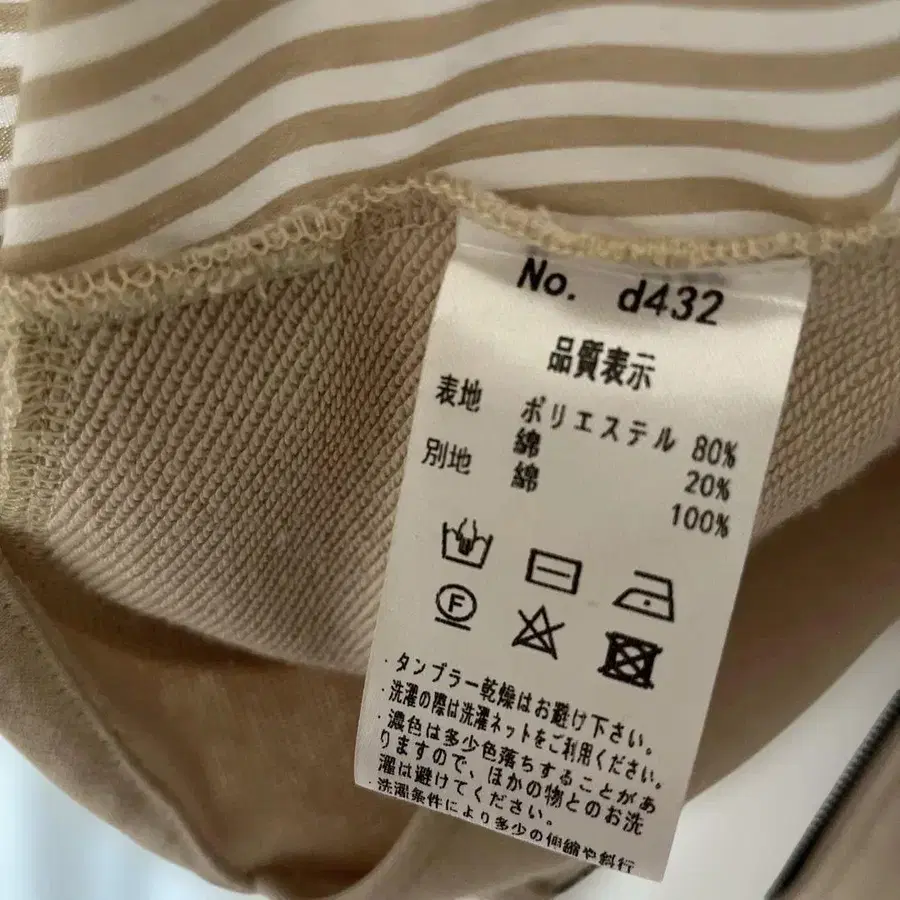 No. d432
品質表示
表地 ポリエステル 80%
綿 20%
別地 綿 100%
F
・タンブラー乾燥はお避け下さい。
・洗濯の際は洗濯ネットをご利用ください。
・濃色は多少色落ちすることがあ
りますので、ほかの物とのお洗
濯は避けてください。
・洗濯条件により多少の伸縮や斜行